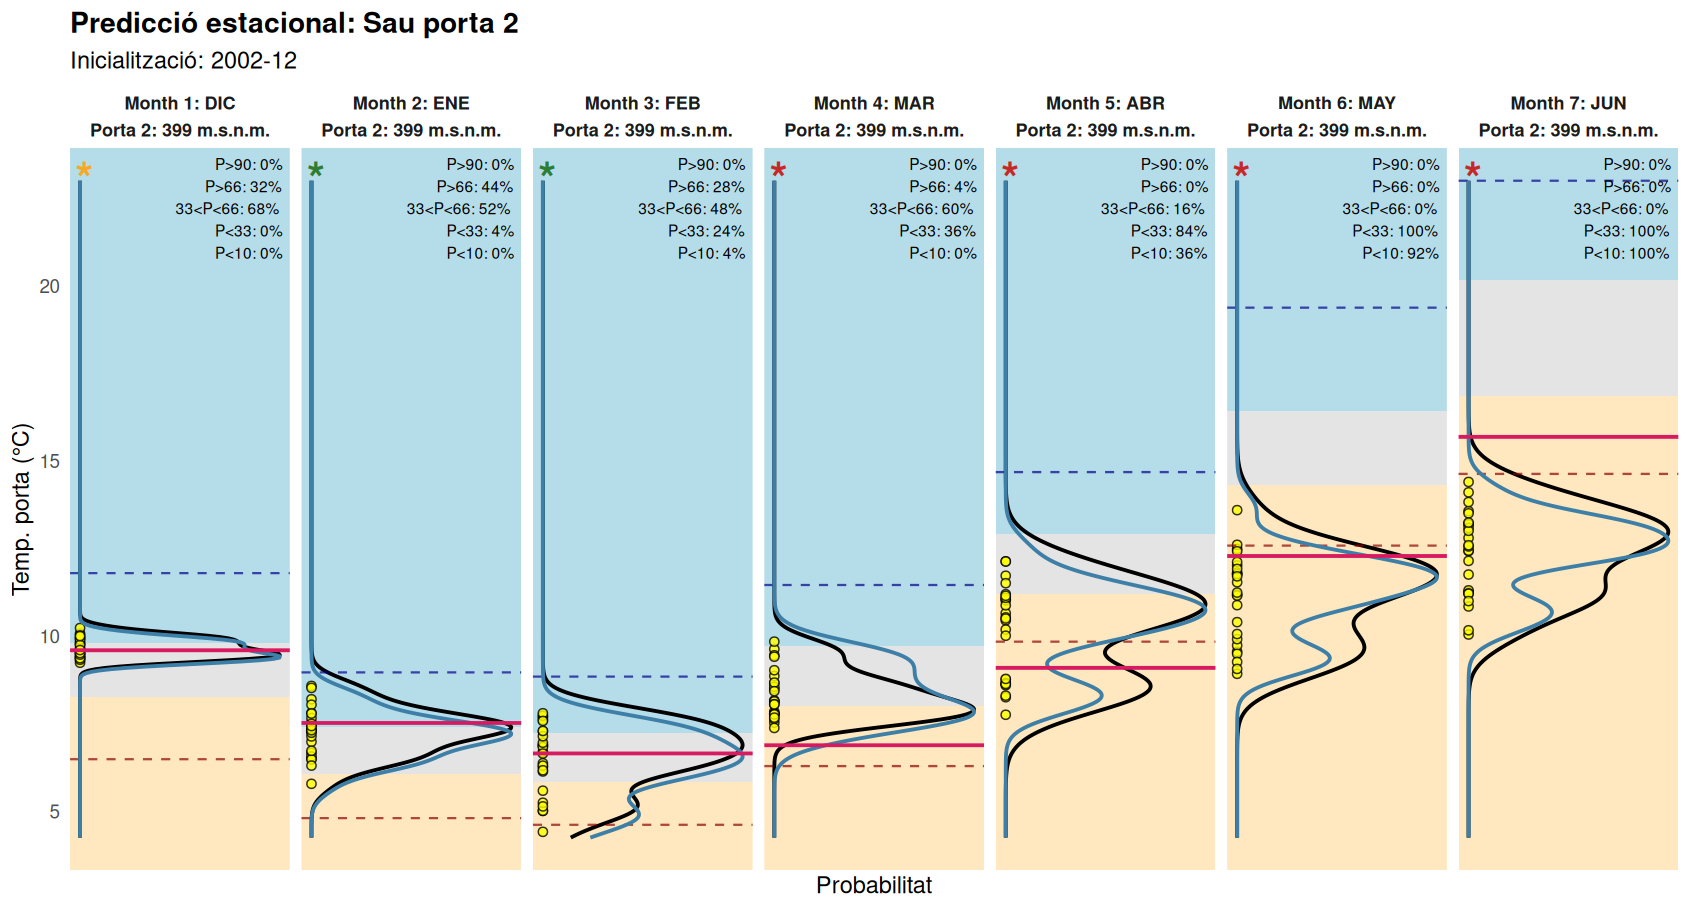 Predicció estacional: Sau porta 2
Inicialització: 2002-12
Month 1: DIC
Porta 2: 399 m.s.n.m.
Month 2: ENE
Porta 2: 399 m.s.n.m.
Month 3: FEB
Porta 2: 399 m.s.n.m.
Month 4: MAR
Porta 2: 399 m.s.n.m.
Month 5: ABR
Porta 2: 399 m.s.n.m.
Month 6: MAY
Porta 2: 399 m.s.n.m.
Month 7: JUN
Porta 2: 399 m.s.n.m.
*
P>90: 0%
P>66: 32%
33<P<66: 68%
P<33: 0%
P<10: 0%
*
P>90: 0%
P>66: 44%
33<P<66: 52%
P<33: 4%
P<10: 0%
*
P>90: 0%
P>66: 28%
33<P<66: 48%
P<33: 24%
P<10: 4%
*
P>90: 0%
P>66: 4%
33<P<66: 60%
P<33: 36%
P<10: 0%
*
P>90: 0%
P>66: 0%
33<P<66: 16%
P<33: 84%
P<10: 36%
*
P>90: 0%
P>66: 0%
33<P<66: 0%
P<33: 100%
P<10: 92%
*
P>90: 0%
P>66: 0%
33<P<66: 0%
P<33: 100%
P<10: 100%
Temp. porta (°C)
20
15
10
5
Probabilitat